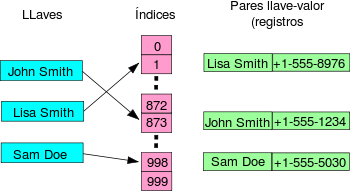 LLaves
Índices
Pares llave-valor
(registros
0
1
872
873
998
999
John Smith
Lisa Smith
Sam Doe
Lisa Smith +1-555-8976
John Smith +1-555-1234
Sam Doe +1-555-5030